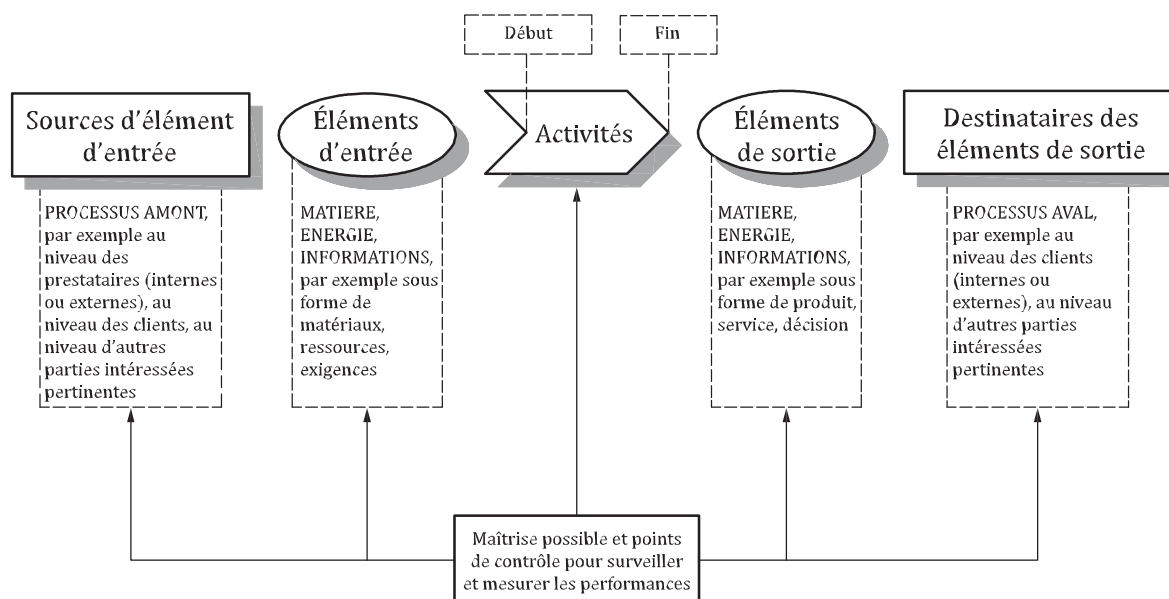 Début
Fin
Sources d'élément
d'entrée
Éléments
d'entrée
Activités
Éléments
de sortie
Destinataires des
éléments de sortie
PROCESSUS AMONT,
par exemple au
niveau des
prestataires (internes
ou externes), au
niveau des clients, au
niveau d'autres
parties intéressées
pertinentes
MATIERE,
ENERGIE,
INFORMATIONS,
par exemple sous
forme de
matériaux,
ressources,
exigences
MATIERE,
ENERGIE,
INFORMATIONS,
par exemple sous
forme de produit,
service, décision
PROCESSUS AVAL,
par exemple au
niveau des clients
(internes ou
externes), au niveau
d'autres parties
intéressées
pertinentes
Maîtrise possible et points
de contrôle pour surveiller
et mesurer les performances